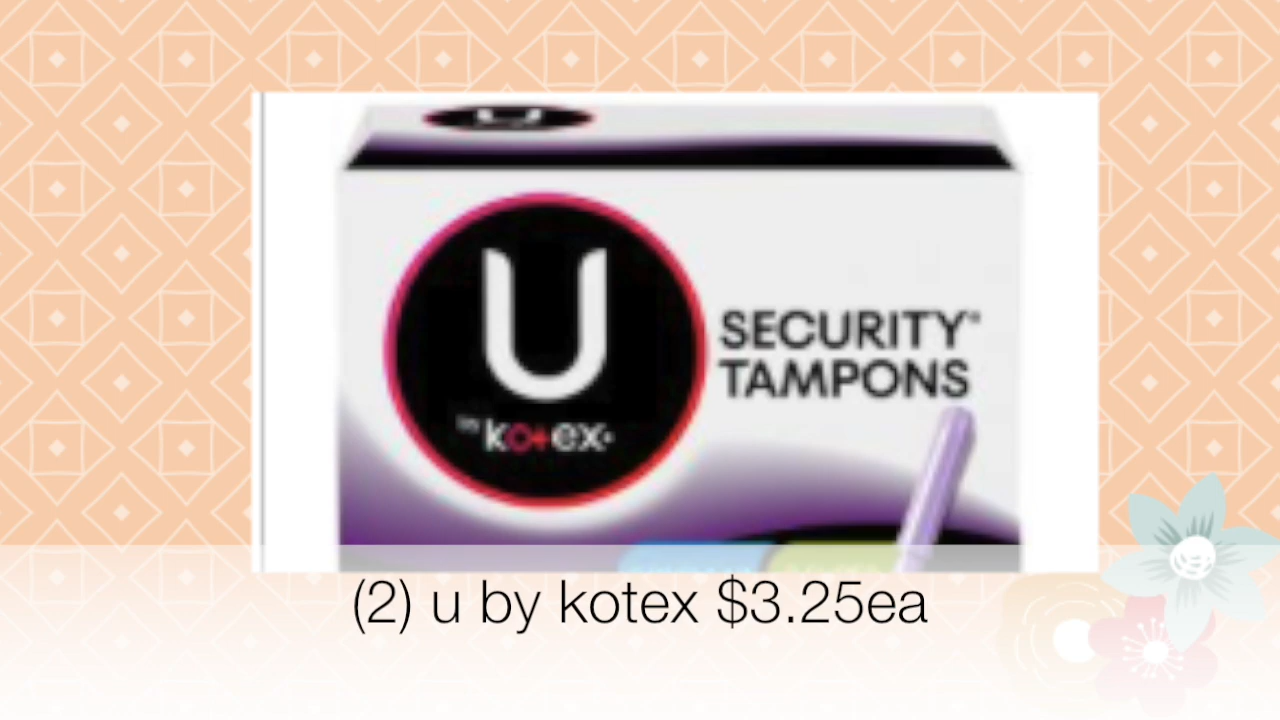 U
U
by kotex
SECURITY
TAMPONS
(2) u by kotex $3.25ea